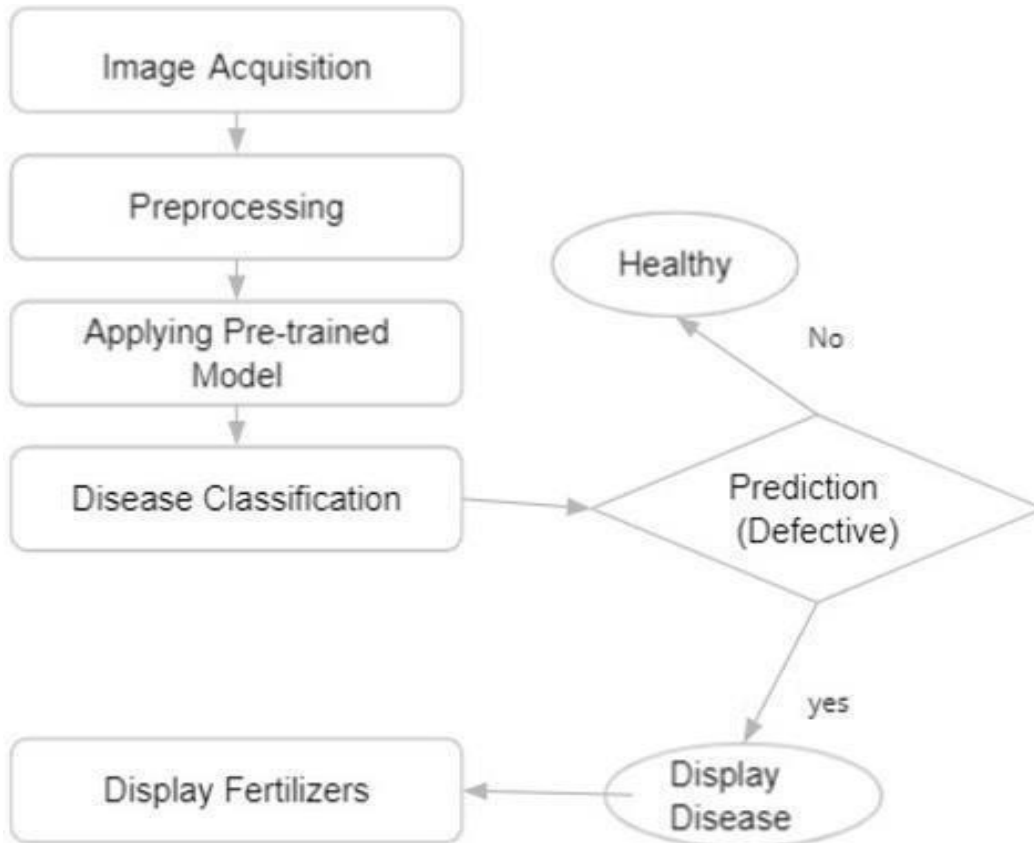 Image Acquisition
Preprocessing
Applying Pre-trained
Model
Disease Classification
Prediction
(Defective)
No
Healthy
yes
Display
Disease
Display Fertilizers